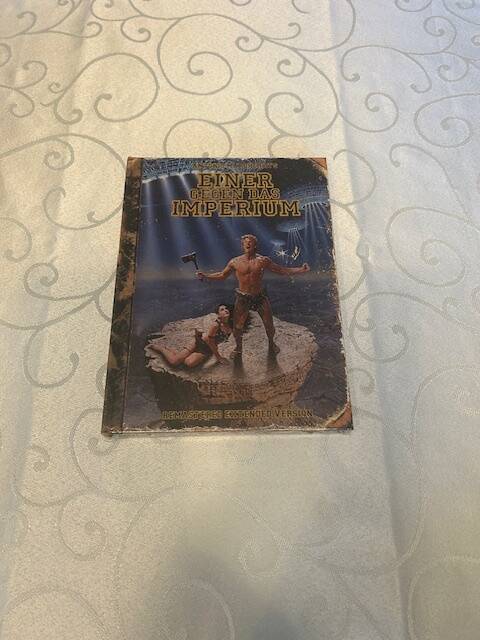 EINER
GEGEN DAS
IMPERIUM
REMASTERED EXTENDED VERSION